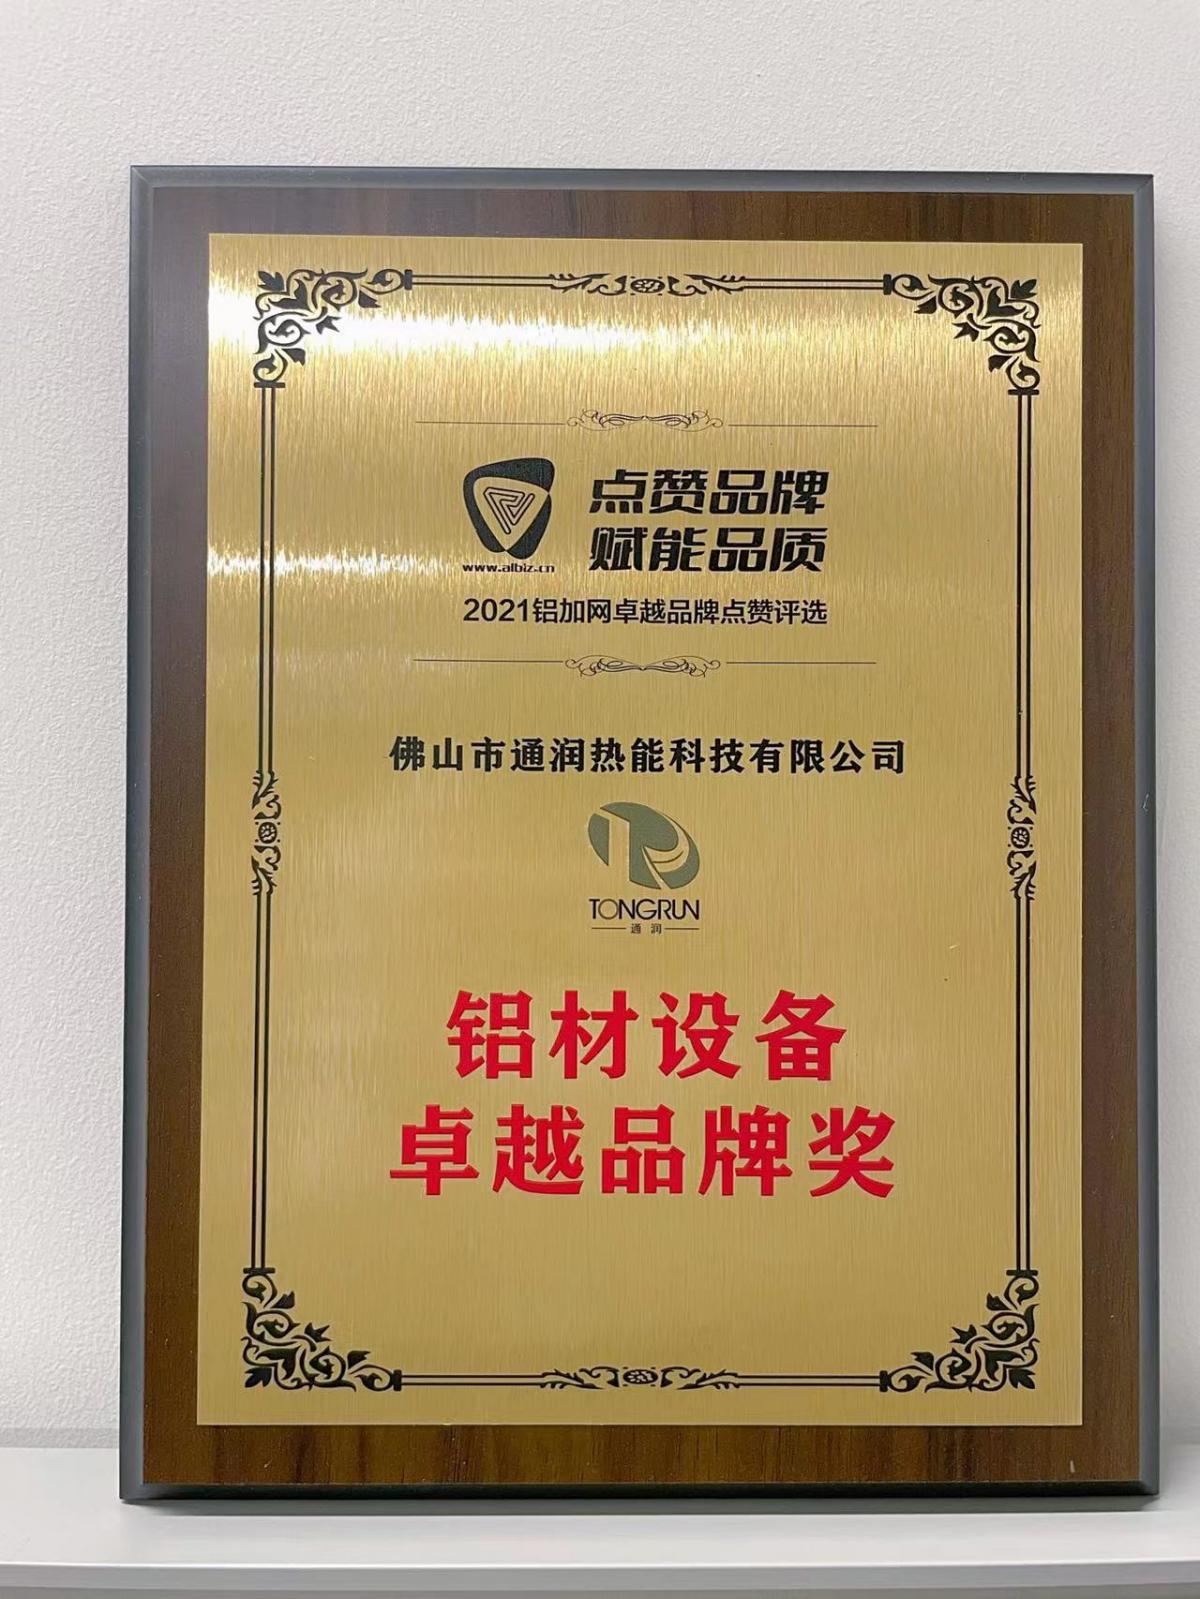 点赞品牌
赋能品质
www.albiz.cn
2021铝加网卓越品牌点赞评选
佛山市通润热能科技有限公司
TONGRUN
通润
铝材设备
卓越品牌奖